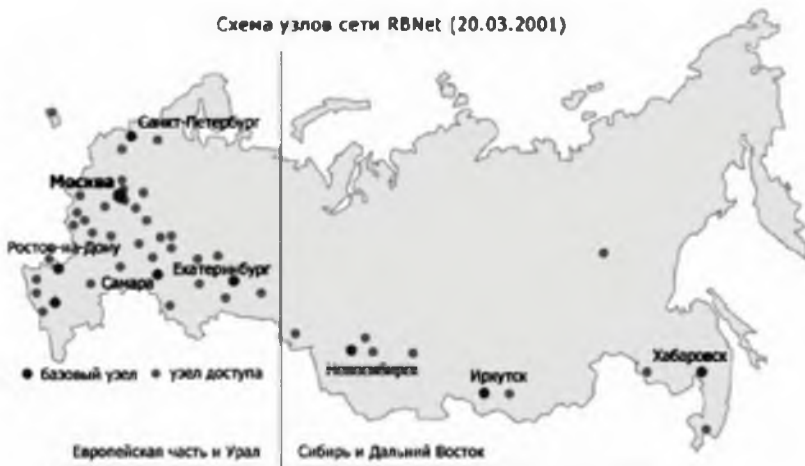 Схема узлов сети RBNet (20.03.2001)
Санкт-Петербург
Москва
Ростов-на-Дону
Самара
Екатеринбург
Новосибирск
Иркутск
Хабаровск
базовый узел
узел доступа
Европейская часть и Урал
Сибирь и Дальний Восток